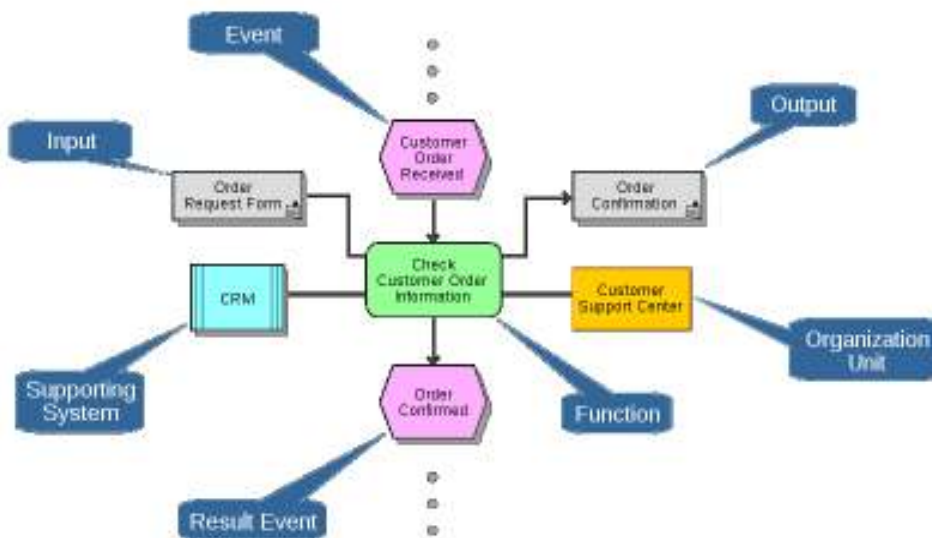 Event
Output
Input
Customer
Order
Received
Order
Request Form
Order
Confirmation
Check
Customer Order
Information
CRM
Customer
Support Center
Organization
Unit
Supporting
System
Order
Confirmed
Function
Result Event